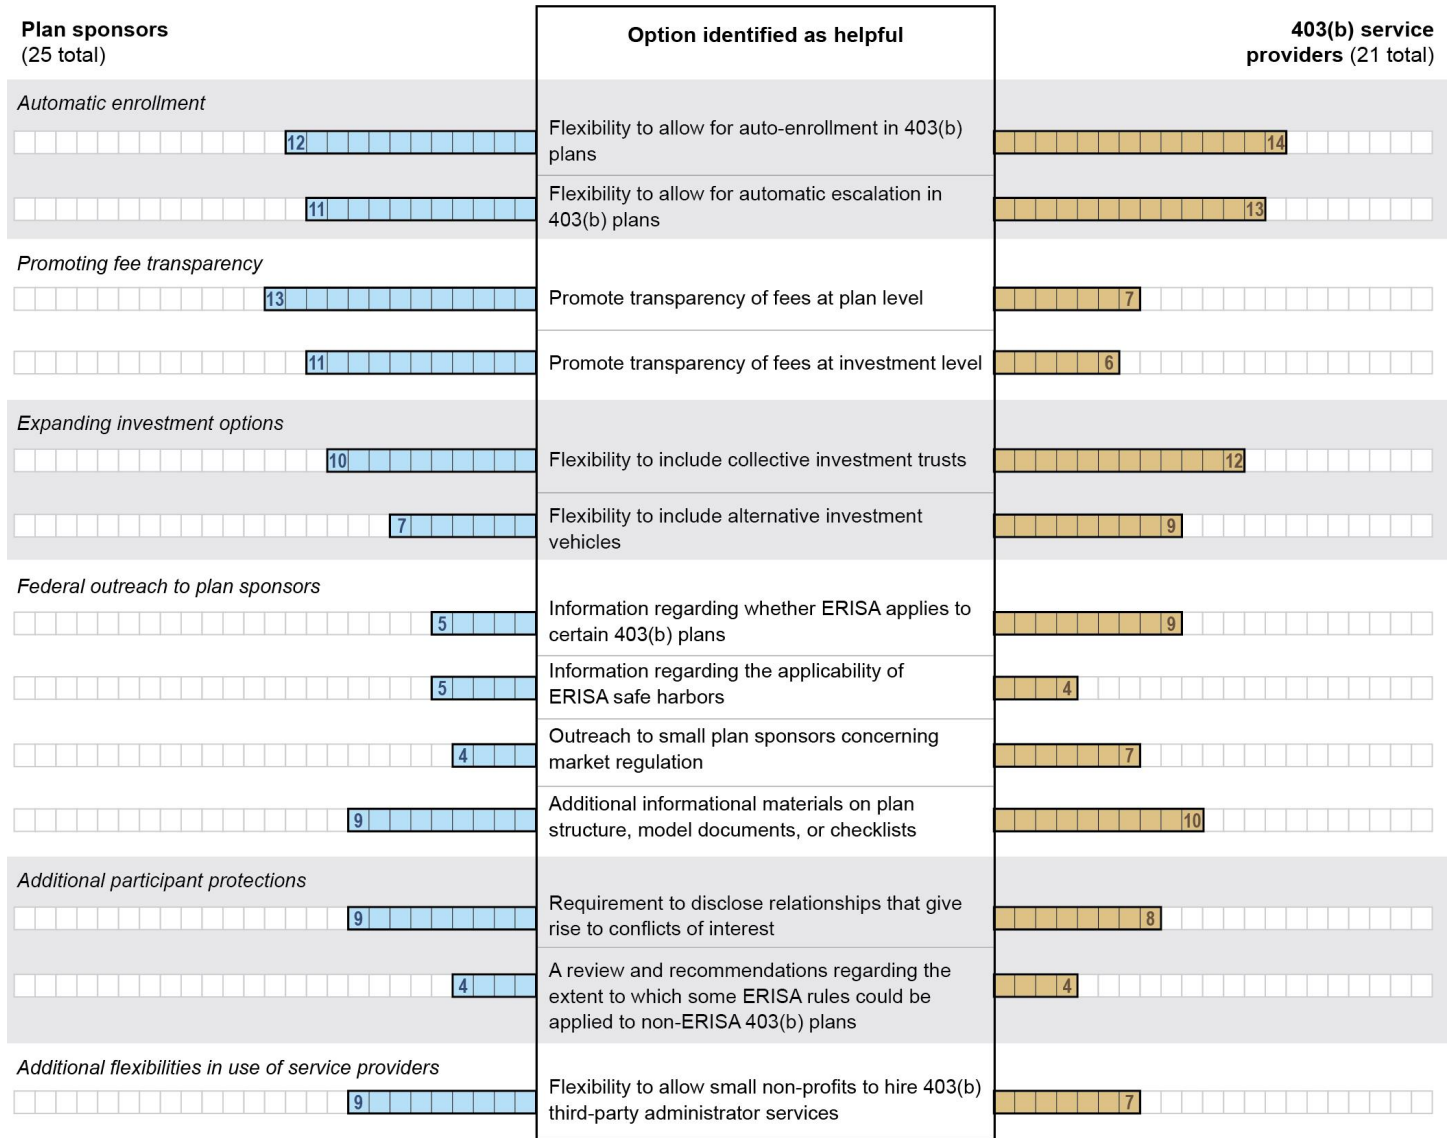 Plan sponsors
(25 total)
Option identified as helpful
403(b) service
providers (21 total)
Automatic enrollment
12
Flexibility to allow for auto-enrollment in 403(b)
plans
14
11
Flexibility to allow for automatic escalation in
403(b) plans
13
Promoting fee transparency
13
Promote transparency of fees at plan level
7
11
Promote transparency of fees at investment level
6
Expanding investment options
10
Flexibility to include collective investment trusts
12
7
Flexibility to include alternative investment
vehicles
9
Federal outreach to plan sponsors
5
Information regarding whether ERISA applies to
certain 403(b) plans
9
5
Information regarding the applicability of
ERISA safe harbors
4
4
Outreach to small plan sponsors concerning
market regulation
7
9
Additional informational materials on plan
structure, model documents, or checklists
10
Additional participant protections
9
Requirement to disclose relationships that give
rise to conflicts of interest
8
4
A review and recommendations regarding the
extent to which some ERISA rules could be
applied to non-ERISA 403(b) plans
4
Additional flexibilities in use of service providers
9
Flexibility to allow small non-profits to hire 403(b)
third-party administrator services
7